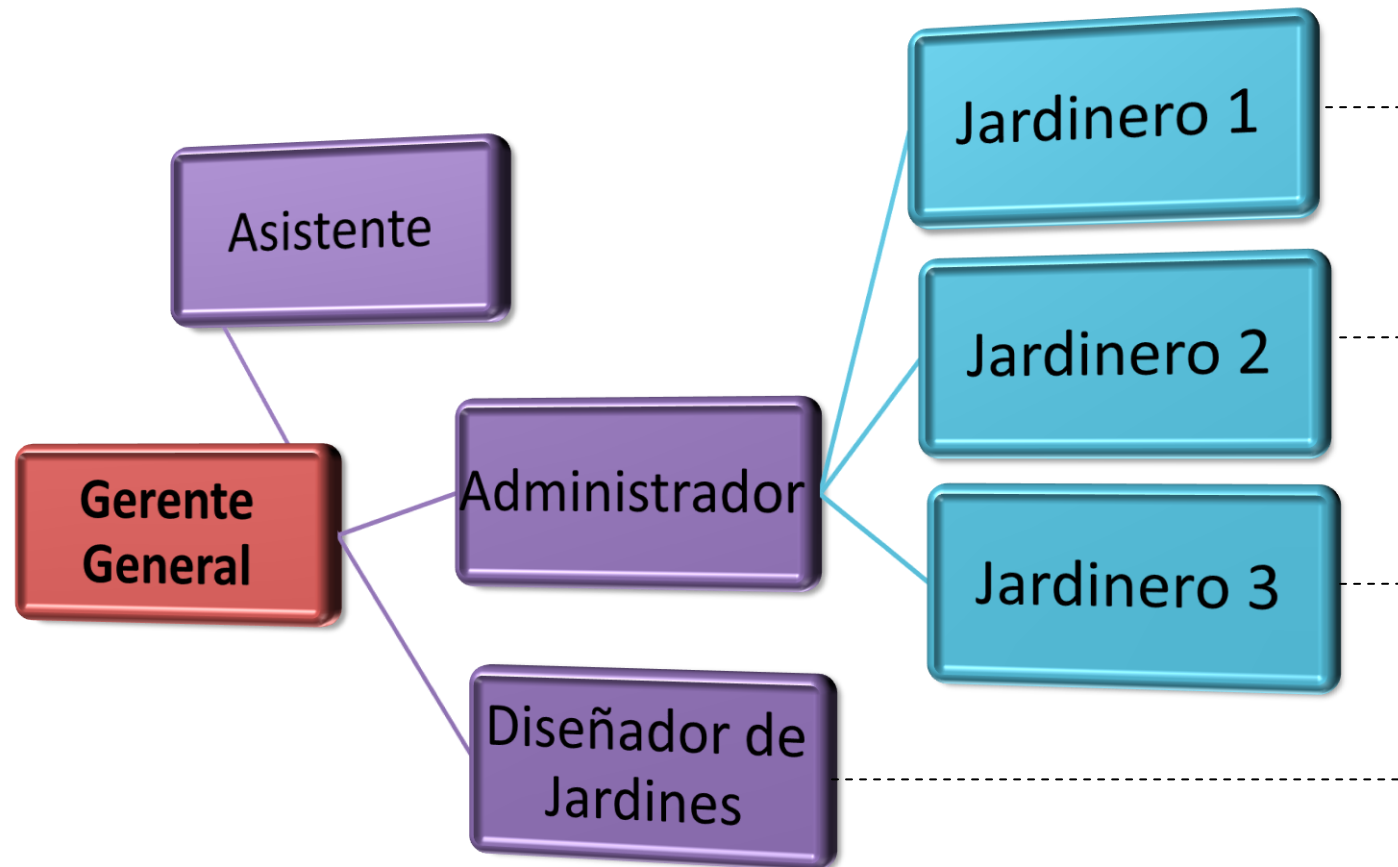 Asistente
Gerente
General
Administrador
Diseñador de
Jardines
Jardinero 1
Jardinero 2
Jardinero 3